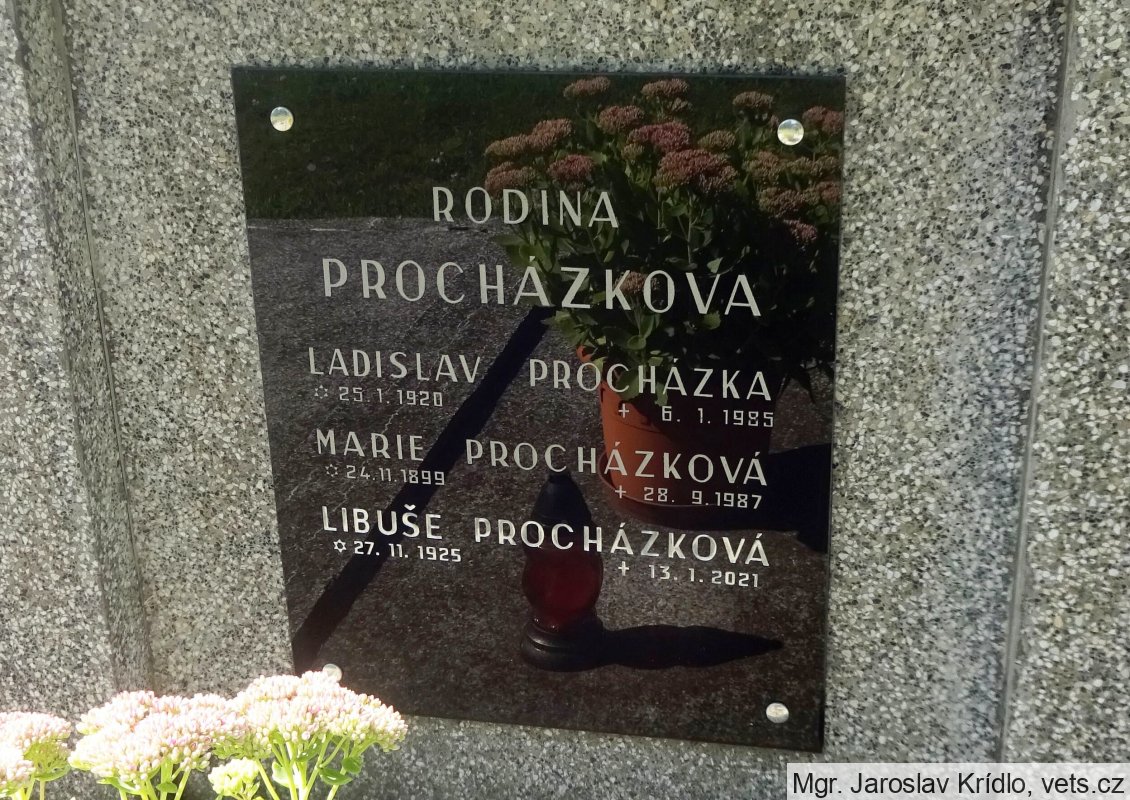 RODINA
PROCHÁZKOVA
LADISLAV PROCHÁZKA
✡ 25. 1. 1920 + 6. 1. 1985
MARIE PROCHÁZKOVÁ
✡ 24.11.1899 + 28. 9.1987
LIBUŠE PROCHÁZKOVÁ
✡ 27. 11. 1925 + 13. 1. 2021
Mgr. Jaroslav Krídlo, vets.cz